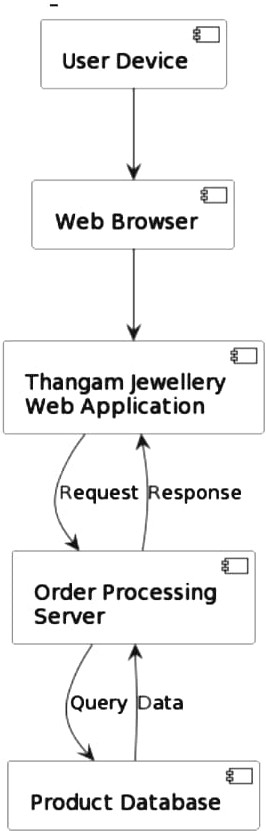 User Device
Web Browser
Thangam Jewellery
Web Application
Request Response
Order Processing
Server
Query Data
Product Database